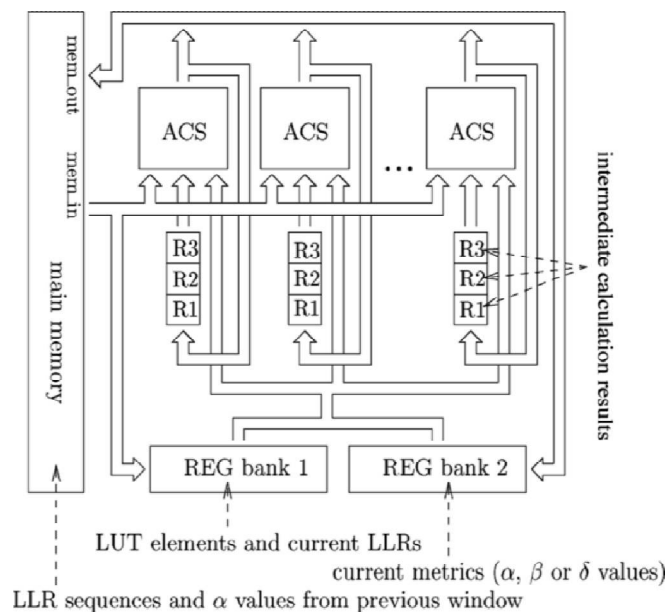 mem_out
mem_in
main memory
ACS
ACS
...
ACS
R3
R2
R1
R3
R2
R1
R3
R2
R1
intermediate calculation results
REG bank 1
REG bank 2
LUT elements and current LLRs
current metrics (α, β or δ values)
LLR sequences and α values from previous window